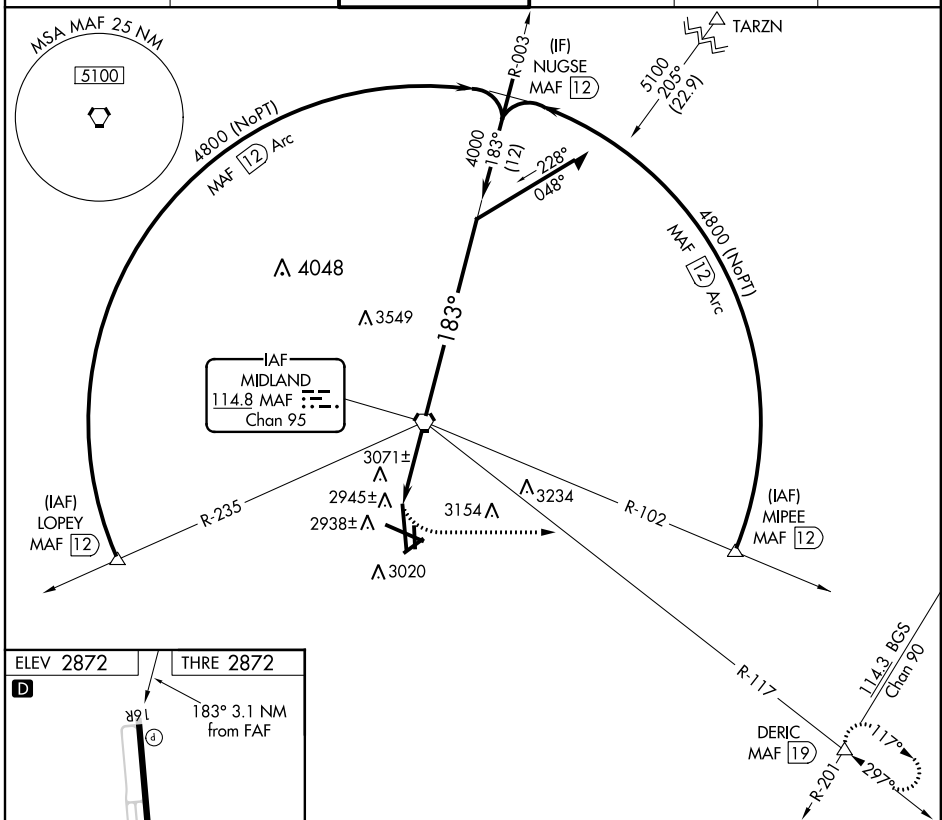 MSA MAF 25 NM
5100
4800 (NoPT)
MAF 12 Arc
R-003
(IF)
NUGSE
MAF 12
TARZN
5100
205°
(22.9)
4000
183°
(12)
228°
048°
4800 (NoPT)
MAF 12 Arc
4048
3549
183°
IAF
MIDLAND
114.8 MAF
Chan 95
3071±
2945±
2938±
3154
3234
3020
R-235
R-102
(IAF)
LOPEY
MAF 12
(IAF)
MIPEE
MAF 12
R-117
114.3 BGS
Chan 90
DERIC
MAF 19
117°
297°
R-201
ELEV 2872
THRE 2872
D
16R
P
183° 3.1 NM
from FAF